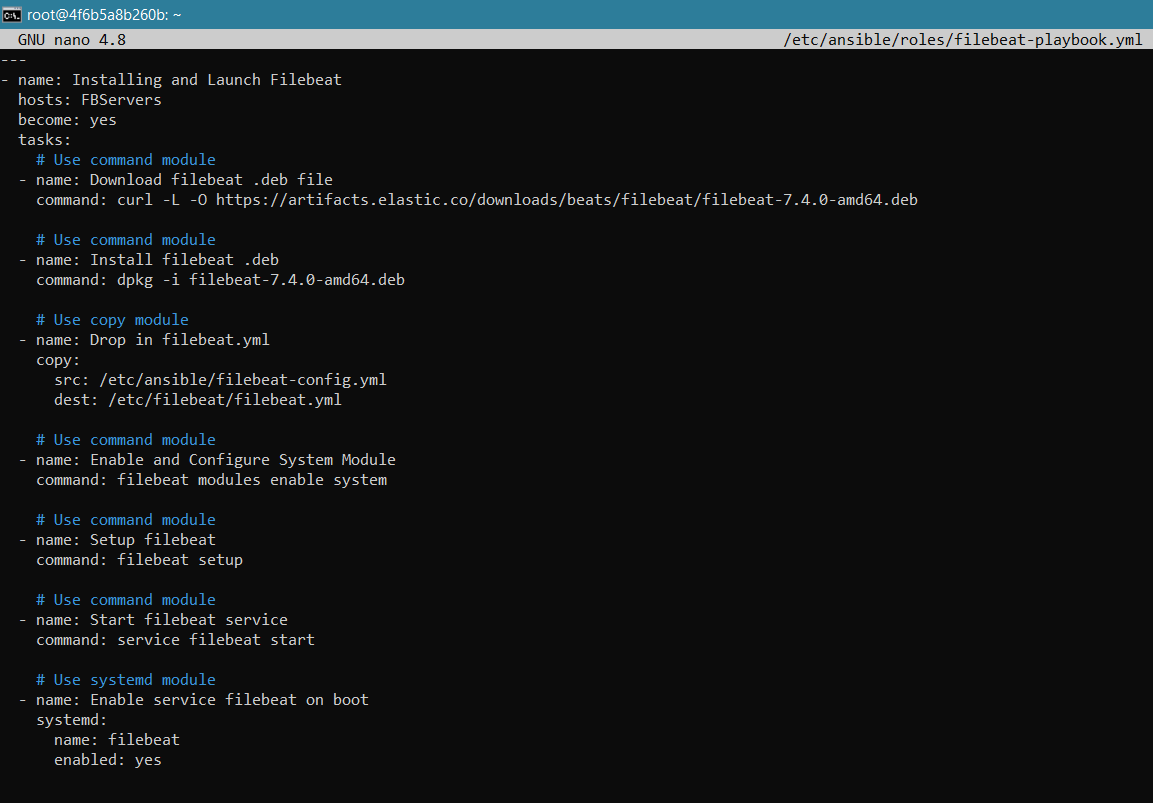 root@4f6b5a8b260b: ~
GNU nano 4.8 /etc/ansible/roles/filebeat-playbook.yml
---
- name: Installing and Launch Filebeat
  hosts: FBServers
  become: yes
  tasks:
    # Use command module
  - name: Download filebeat .deb file
    command: curl -L -O https://artifacts.elastic.co/downloads/beats/filebeat/filebeat-7.4.0-amd64.deb

    # Use command module
  - name: Install filebeat .deb
    command: dpkg -i filebeat-7.4.0-amd64.deb

    # Use copy module
  - name: Drop in filebeat.yml
    copy:
      src: /etc/ansible/filebeat-config.yml
      dest: /etc/filebeat/filebeat.yml

    # Use command module
  - name: Enable and Configure System Module
    command: filebeat modules enable system

    # Use command module
  - name: Setup filebeat
    command: filebeat setup

    # Use command module
  - name: Start filebeat service
    command: service filebeat start

    # Use systemd module
  - name: Enable service filebeat on boot
    systemd:
      name: filebeat
      enabled: yes